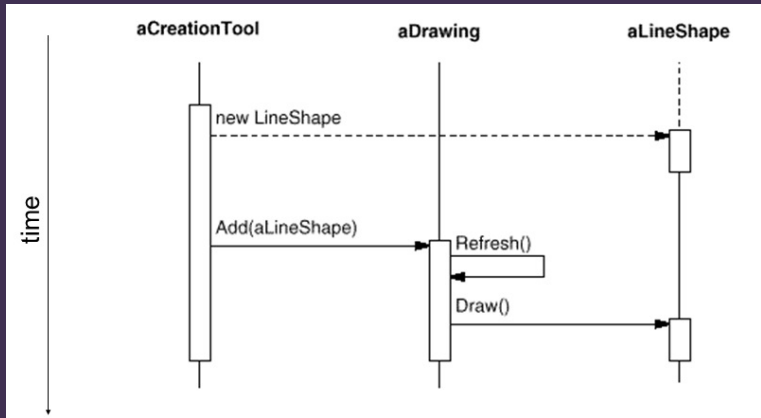 aCreationTool
aDrawing
aLineShape
new LineShape
Add(aLineShape)
Refresh()
Draw()
time